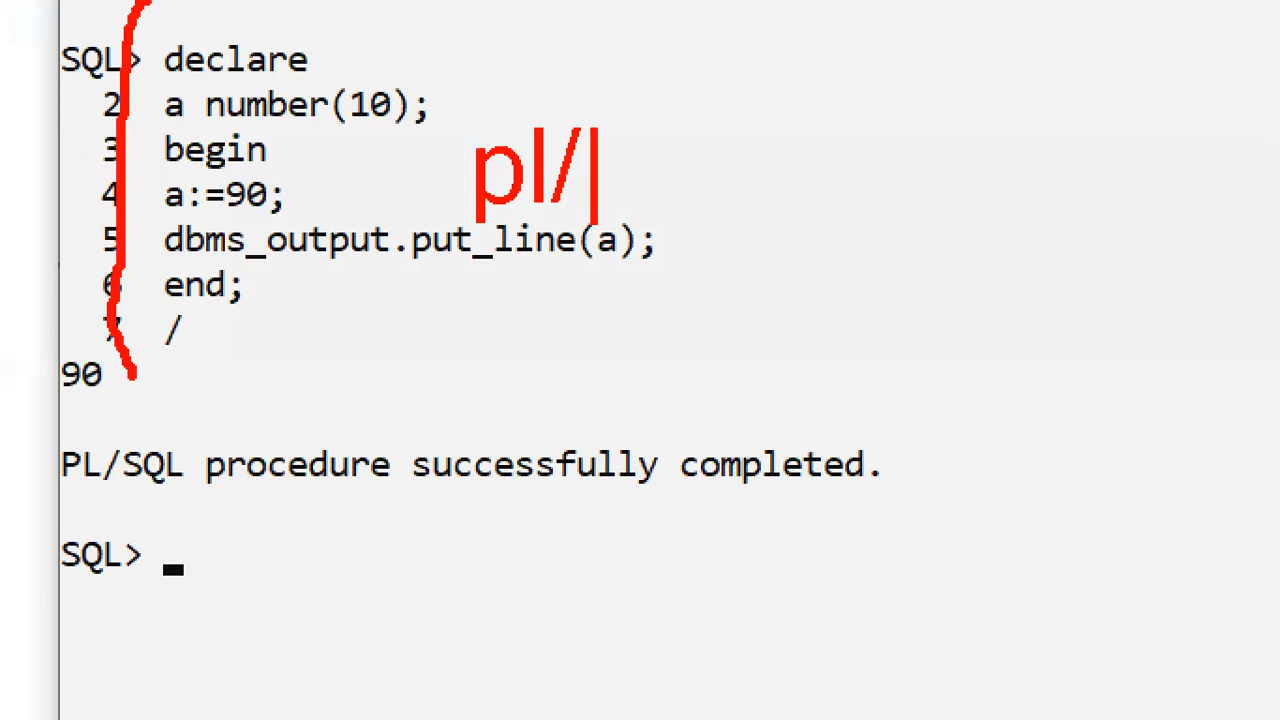 SQL> declare
2 a number(10);
3 begin
4 a:=90;
5 dbms_output.put_line(a);
6 end;
7 /
90
pl/
PL/SQL procedure successfully completed.
SQL>